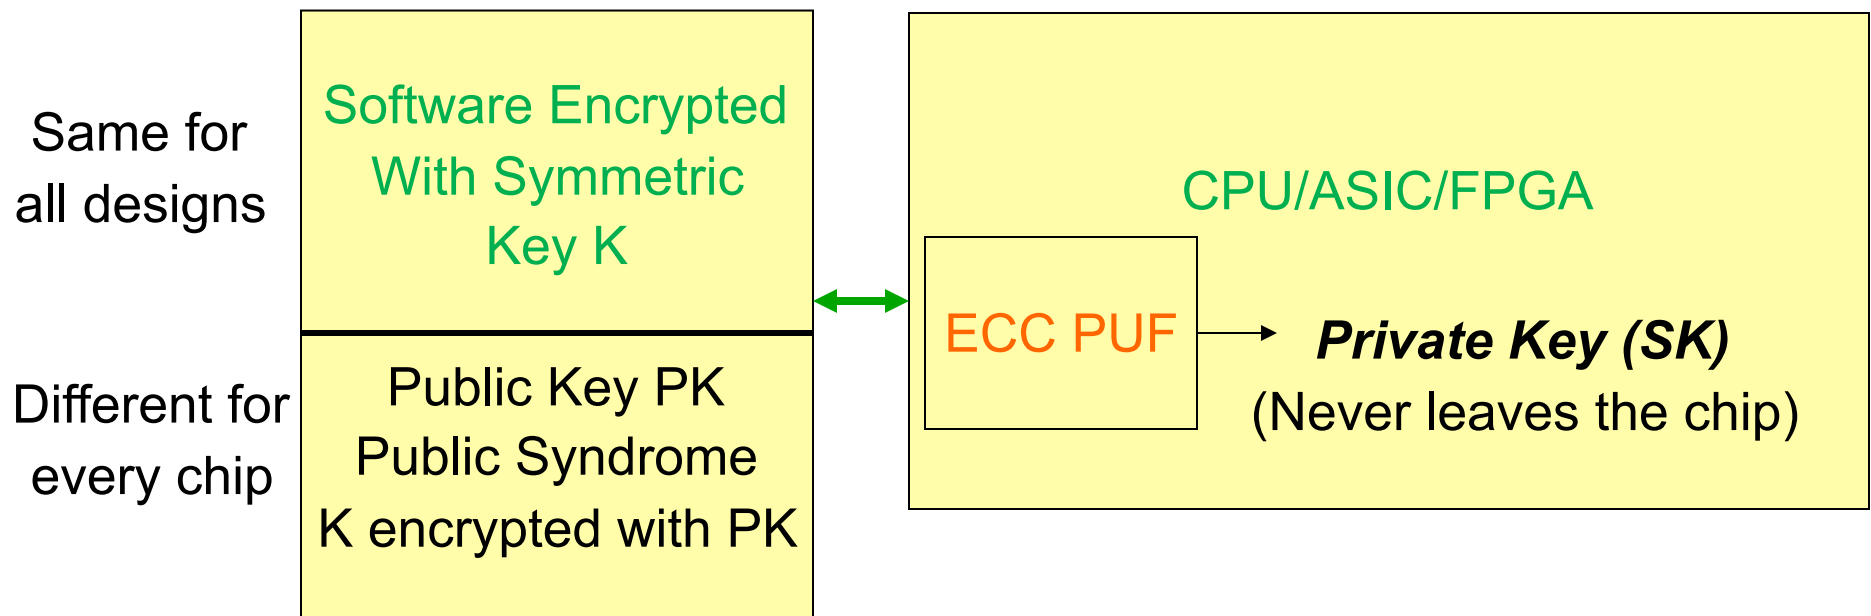 Same for
all designs
Software Encrypted
With Symmetric
Key K
Different for
every chip
Public Key PK
Public Syndrome
K encrypted with PK
CPU/ASIC/FPGA
ECC PUF
Private Key (SK)
(Never leaves the chip)